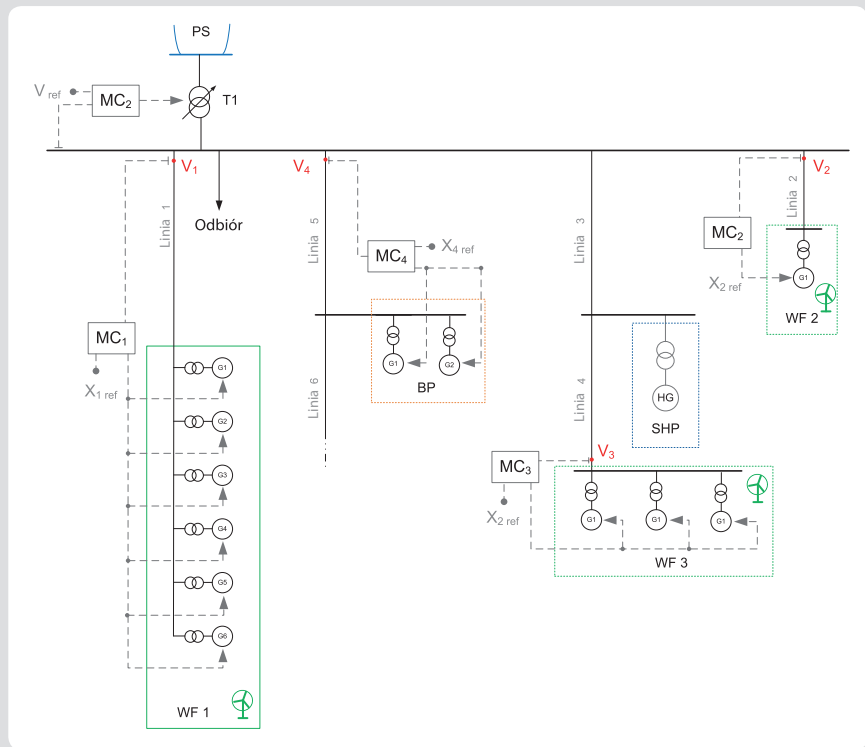 PS
V ref
MC2
T1
V1
V4
V2
Linia 1
Odbiór
Linia 5
Linia 3
Linia 2
MC2
MC4
X4 ref
X2 ref
G1
WF 2
MC1
X1 ref
G1
G2
BP
G1
G2
G3
G4
G5
G6
WF 1
Linia 6
Linia 4
HG
SHP
V3
MC3
X2 ref
G1
G1
G1
WF 3